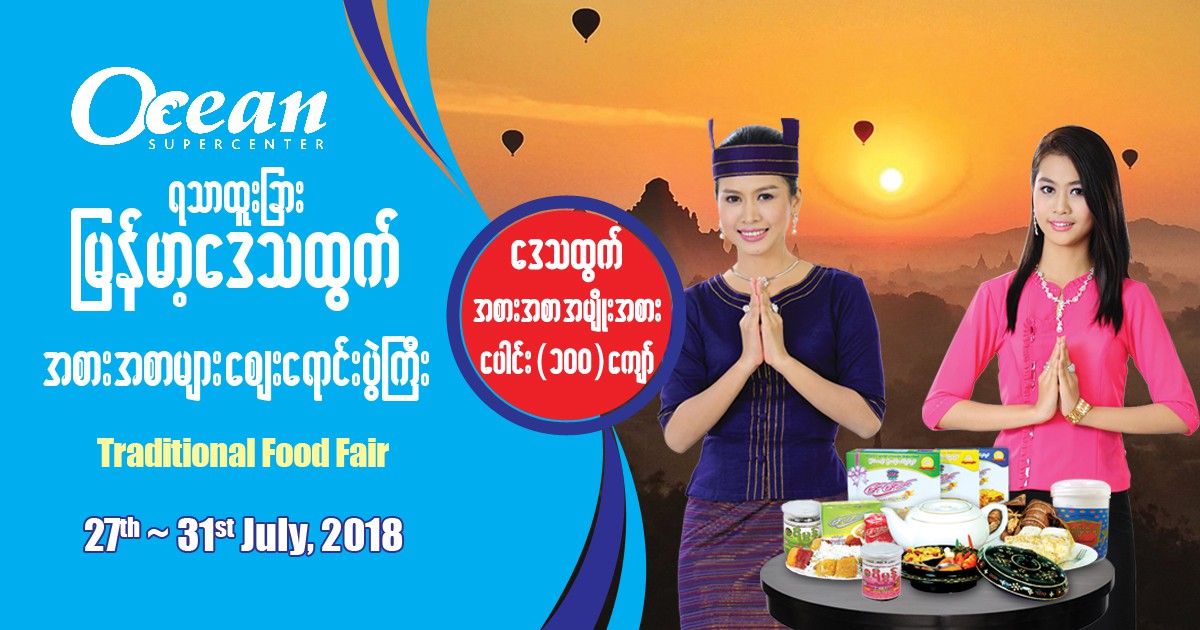 Ocean
SUPERCENTER
ရသာထူးခြား
မြန်မာ့ဒေသထွက်
အစားအစာများ ဈေးရောင်းပွဲကြီး
Traditional Food Fair
27th ~ 31st July, 2018
ဒေသထွက်
အစားအစာ အမျိုးအစား
ပေါင်း ( ၁၀၀ ) ကျော်